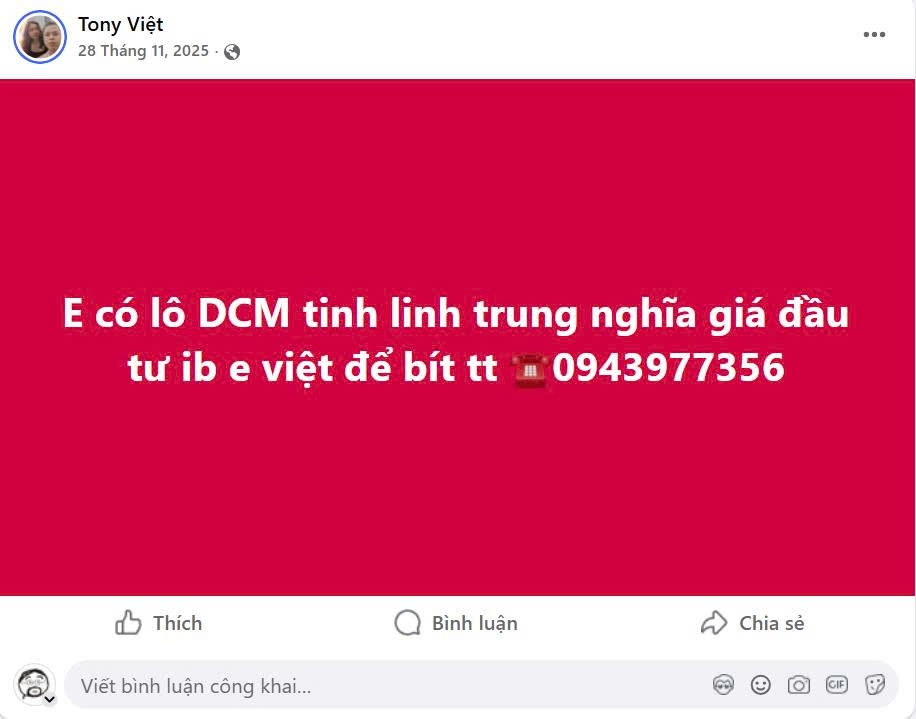 Tony Việt
28 Tháng 11, 2025 ·
E có lô DCM tinh linh trung nghĩa giá đầu
tư ib e việt để bít tt ☎️0943977356
Thích
Bình luận
Chia sẻ
Viết bình luận công khai...
GIF